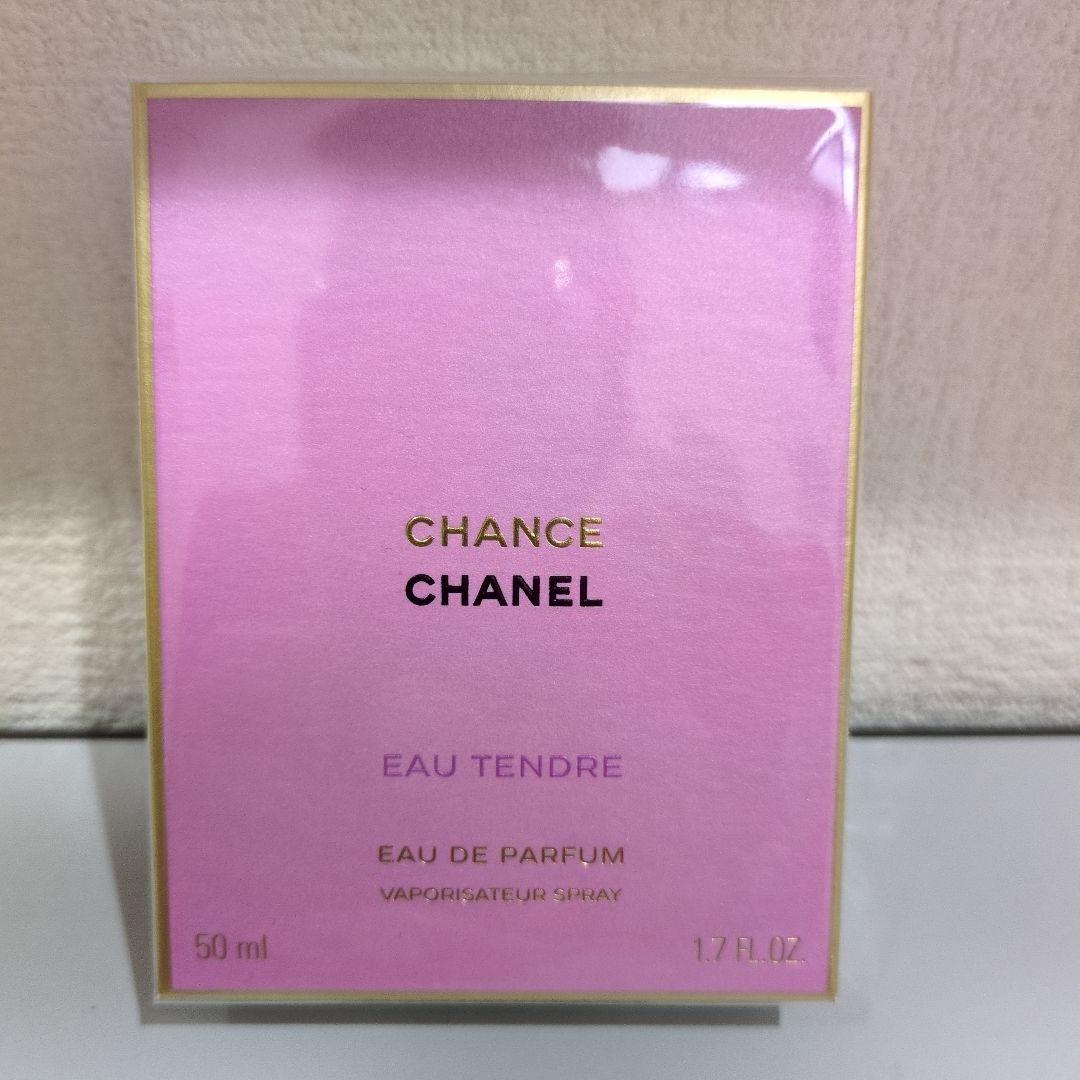 CHANCE
CHANEL
EAU TENDRE
EAU DE PARFUM
VAPORISATEUR SPRAY
50 ml
1.7 FL.OZ.